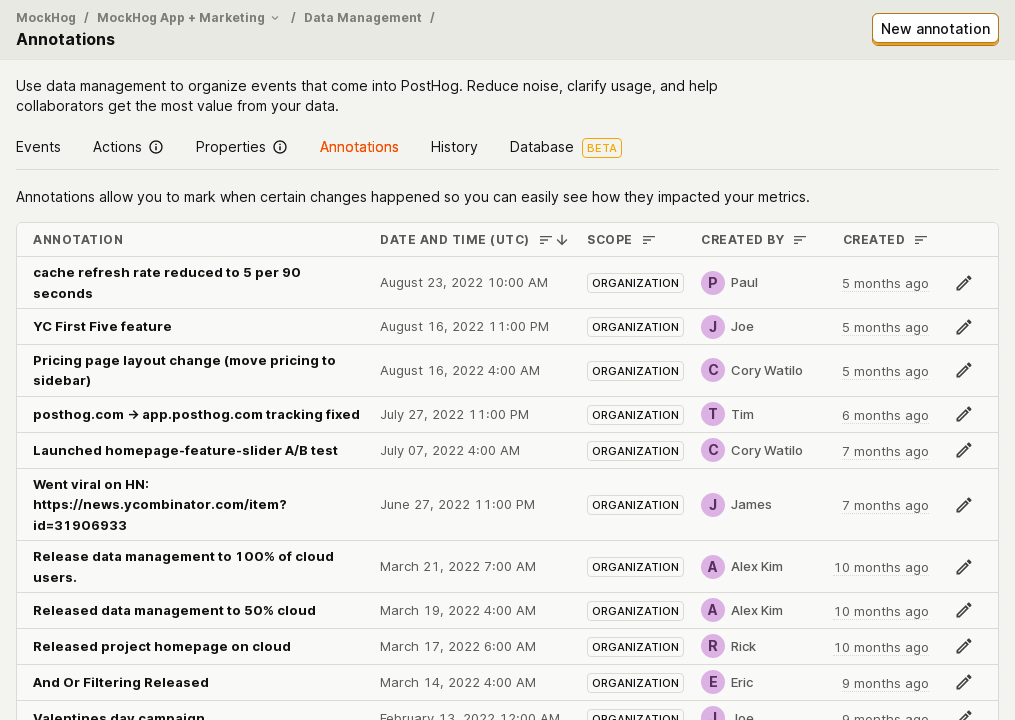 MockHog / MockHog App + Marketing / Data Management /
Annotations
New annotation
Use data management to organize events that come into PostHog. Reduce noise, clarify usage, and help
collaborators get the most value from your data.
Events Actions Properties Annotations History Database BETA
Annotations allow you to mark when certain changes happened so you can easily see how they impacted your metrics.
ANNOTATION DATE AND TIME (UTC) SCOPE CREATED BY CREATED
cache refresh rate reduced to 5 per 90
seconds
August 23, 2022 10:00 AM ORGANIZATION P Paul 5 months ago
YC First Five feature August 16, 2022 11:00 PM ORGANIZATION J Joe 5 months ago
Pricing page layout change (move pricing to
sidebar)
August 16, 2022 4:00 AM ORGANIZATION C Cory Watilo 5 months ago
posthog.com → app.posthog.com tracking fixed July 27, 2022 11:00 PM ORGANIZATION T Tim 6 months ago
Launched homepage-feature-slider A/B test July 07, 2022 4:00 AM ORGANIZATION C Cory Watilo 7 months ago
Went viral on HN:
https://news.ycombinator.com/item?
id=31906933
June 27, 2022 11:00 PM ORGANIZATION J James 7 months ago
Release data management to 100% of cloud
users.
March 21, 2022 7:00 AM ORGANIZATION A Alex Kim 10 months ago
Released data management to 50% cloud March 19, 2022 4:00 AM ORGANIZATION A Alex Kim 10 months ago
Released project homepage on cloud March 17, 2022 6:00 AM ORGANIZATION R Rick 10 months ago
And Or Filtering Released March 14, 2022 4:00 AM ORGANIZATION E Eric 9 months ago
Valentines day campaign February 13, 2022 12:00 AM ORGANIZATION J Joe 9 months ago